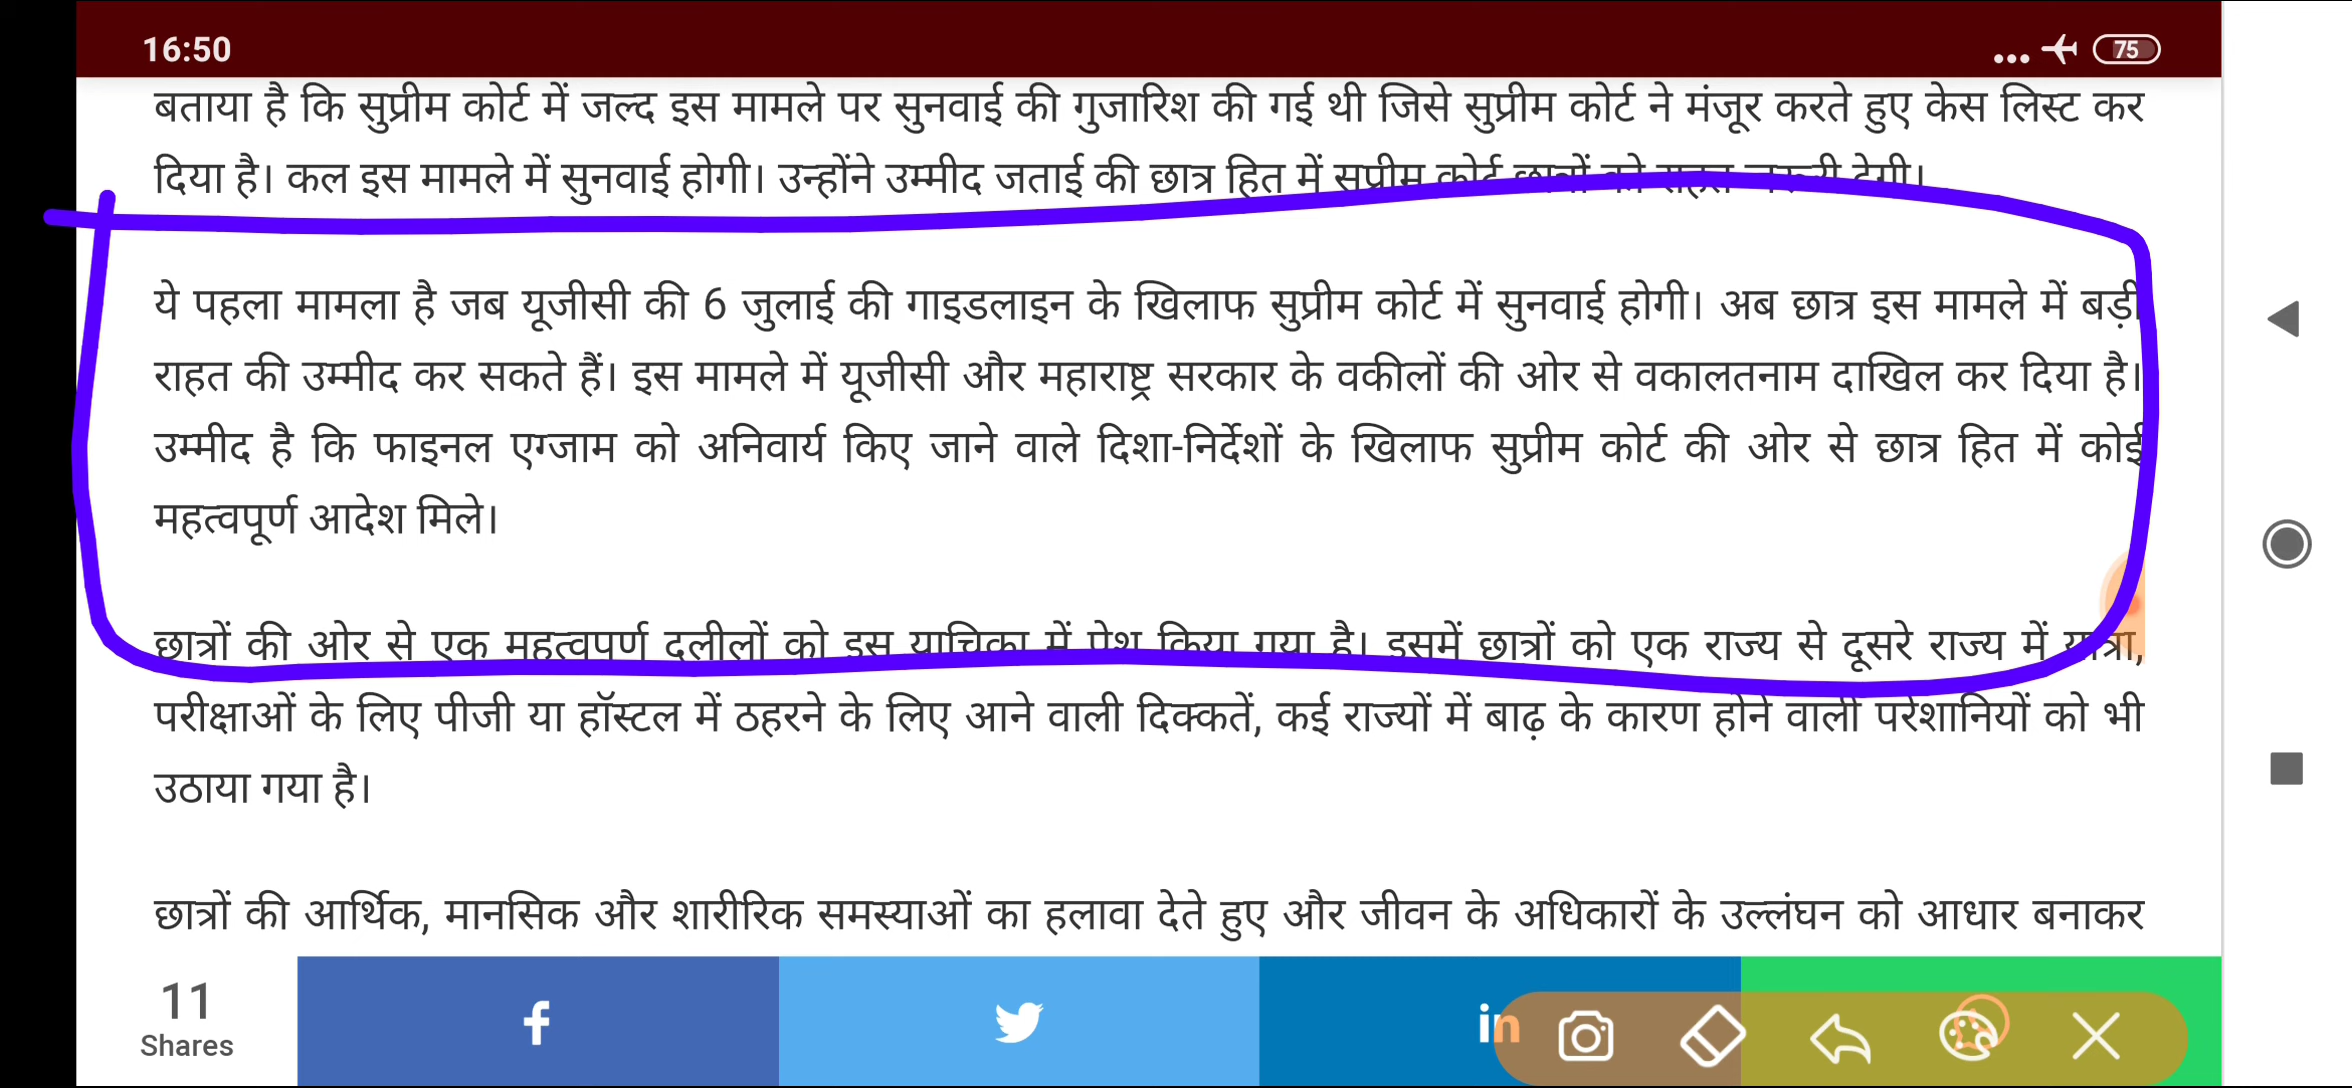 16:50
75
बताया है कि सुप्रीम कोर्ट में जल्द इस मामले पर सुनवाई की गुजारिश की गई थी जिसे सुप्रीम कोर्ट ने मंजूर करते हुए केस लिस्ट कर
दिया है। कल इस मामले में सुनवाई होगी। उन्होंने उम्मीद जताई की छात्र हित में सुप्रीम कोर्ट छात्रों को राहत जरूरी देगी।
ये पहला मामला है जब यूजीसी की 6 जुलाई की गाइडलाइन के खिलाफ सुप्रीम कोर्ट में सुनवाई होगी। अब छात्र इस मामले में बड़ी
राहत की उम्मीद कर सकते हैं। इस मामले में यूजीसी और महाराष्ट्र सरकार के वकीलों की ओर से वकालतनाम दाखिल कर दिया है।
उम्मीद है कि फाइनल एग्जाम को अनिवार्य किए जाने वाले दिशा-निर्देशों के खिलाफ सुप्रीम कोर्ट की ओर से छात्र हित में कोई
महत्वपूर्ण आदेश मिले।
छात्रों की ओर से एक महत्वपूर्ण दलीलों को इस याचिका में पेश किया गया है। इसमें छात्रों को एक राज्य से दूसरे राज्य में यात्रा,
परीक्षाओं के लिए पीजी या हॉस्टल में ठहरने के लिए आने वाली दिक्कतें, कई राज्यों में बाढ़ के कारण होने वाली परेशानियों को भी
उठाया गया है।
छात्रों की आर्थिक, मानसिक और शारीरिक समस्याओं का हलावा देते हुए और जीवन के अधिकारों के उल्लंघन को आधार बनाकर
11
Shares